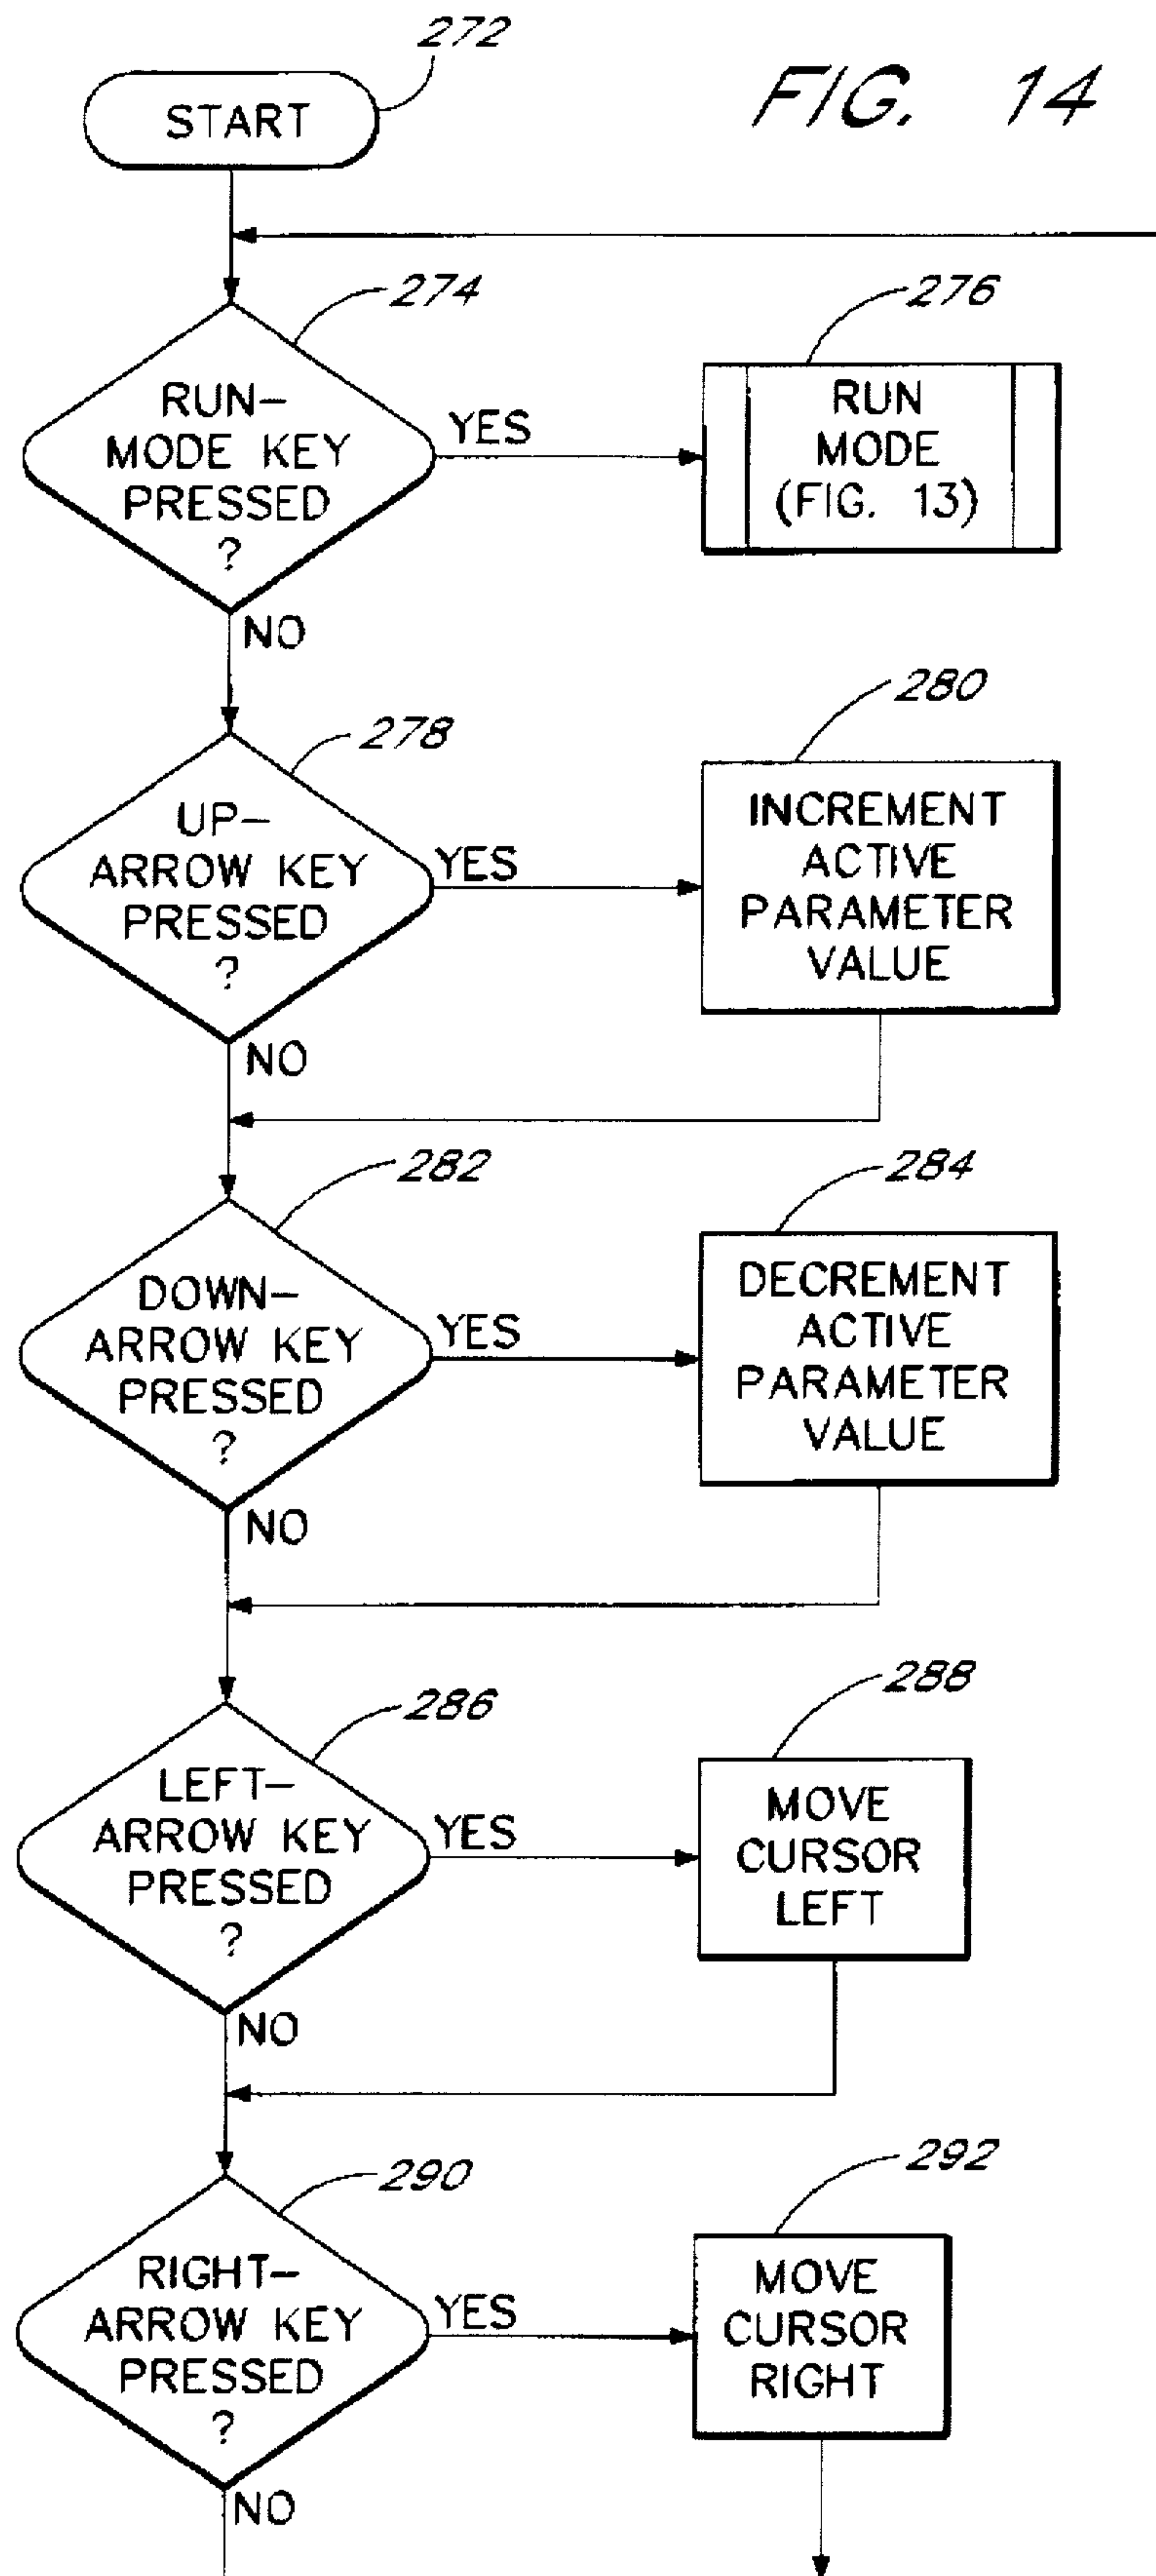 272
START
FIG. 14
274
RUN-
MODE KEY
PRESSED
?
YES
NO
276
RUN
MODE
(FIG. 13)
278
UP-
ARROW KEY
PRESSED
?
YES
NO
280
INCREMENT
ACTIVE
PARAMETER
VALUE
282
DOWN-
ARROW KEY
PRESSED
?
YES
NO
284
DECREMENT
ACTIVE
PARAMETER
VALUE
286
LEFT-
ARROW KEY
PRESSED
?
YES
NO
288
MOVE
CURSOR
LEFT
290
RIGHT-
ARROW KEY
PRESSED
?
YES
NO
292
MOVE
CURSOR
RIGHT